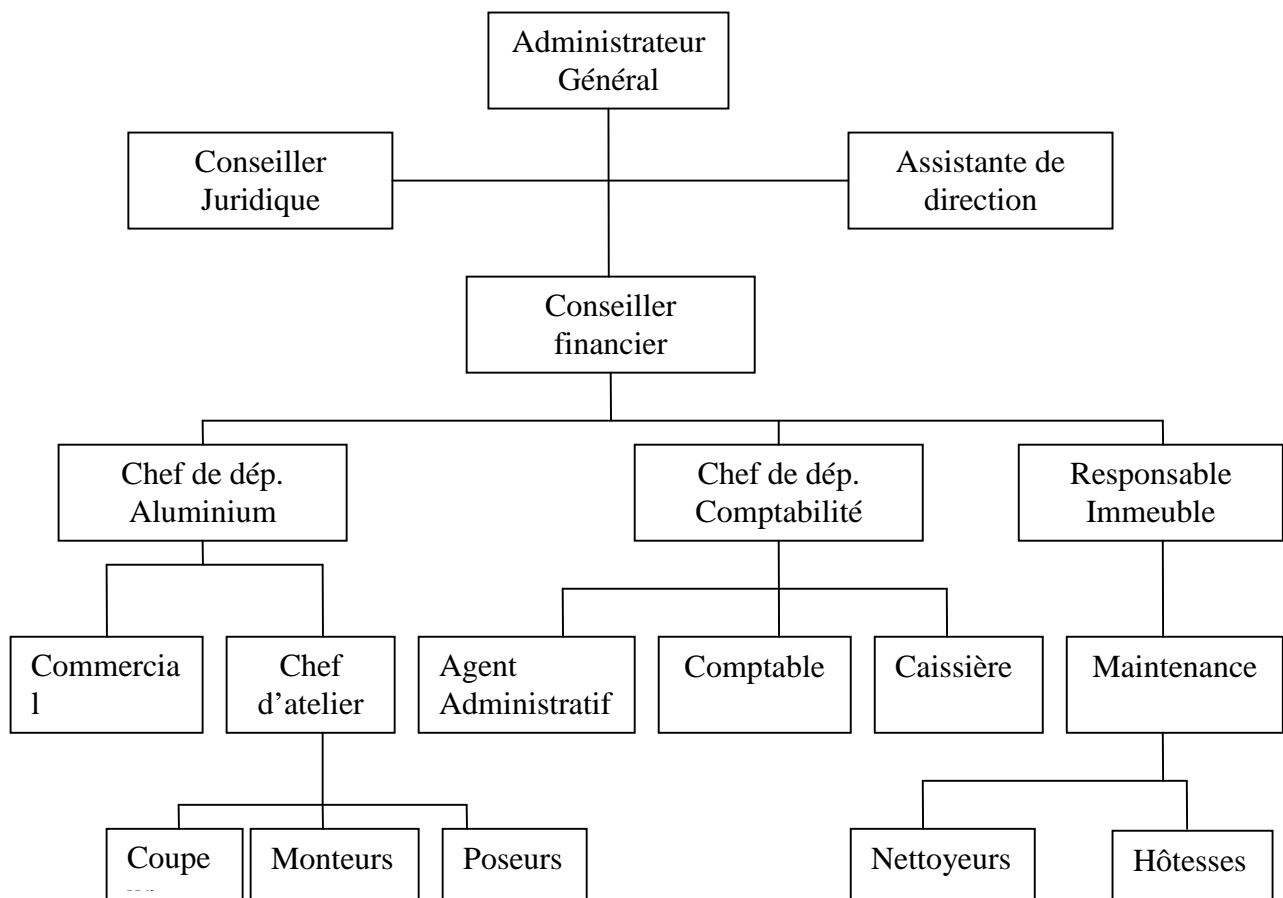 Administrateur
Général
Conseiller
Juridique
Assistante de
direction
Conseiller
financier
Chef de dép.
Aluminium
Chef de dép.
Comptabilité
Responsable
Immeuble
Commercia
l
Chef
d’atelier
Agent
Administratif
Comptable
Caissière
Maintenance
Coupe
Monteurs
Poseurs
Nettoyeurs
Hôtesses